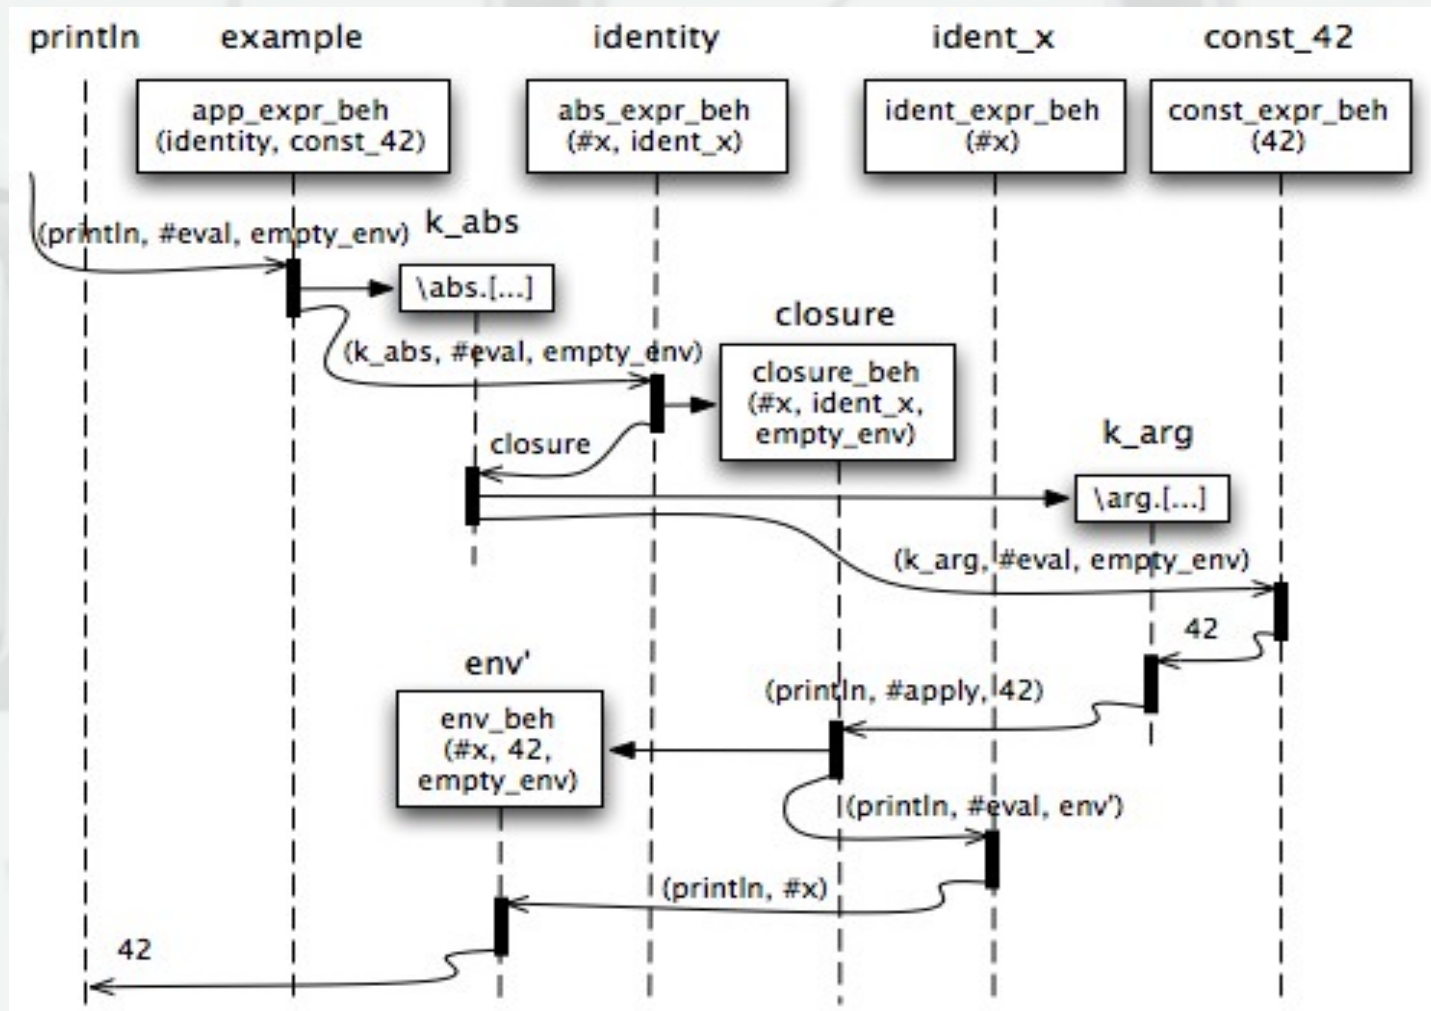 println example identity ident_x const_42
app_expr_beh
(identity, const_42)
abs_expr_beh
(#x, ident_x)
ident_expr_beh
(#x)
const_expr_beh
(42)
(println, #eval, empty_env)
k_abs
\abs.[...]
closure
(k_abs, #eval, empty_env)
closure_beh
(#x, ident_x,
empty_env)
closure
k_arg
\arg.[...]
(k_arg, #eval, empty_env)
42
env'
(println, #apply, 42)
env_beh
(#x, 42,
empty_env)
(println, #eval, env')
(println, #x)
42